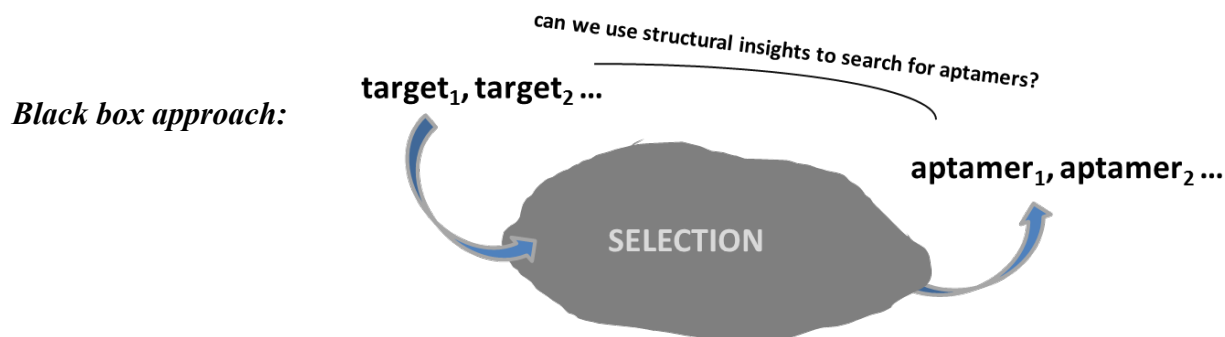 can we use structural insights to search for aptamers?
target₁, target₂ ...
Black box approach:
aptamer₁, aptamer₂ ...
SELECTION